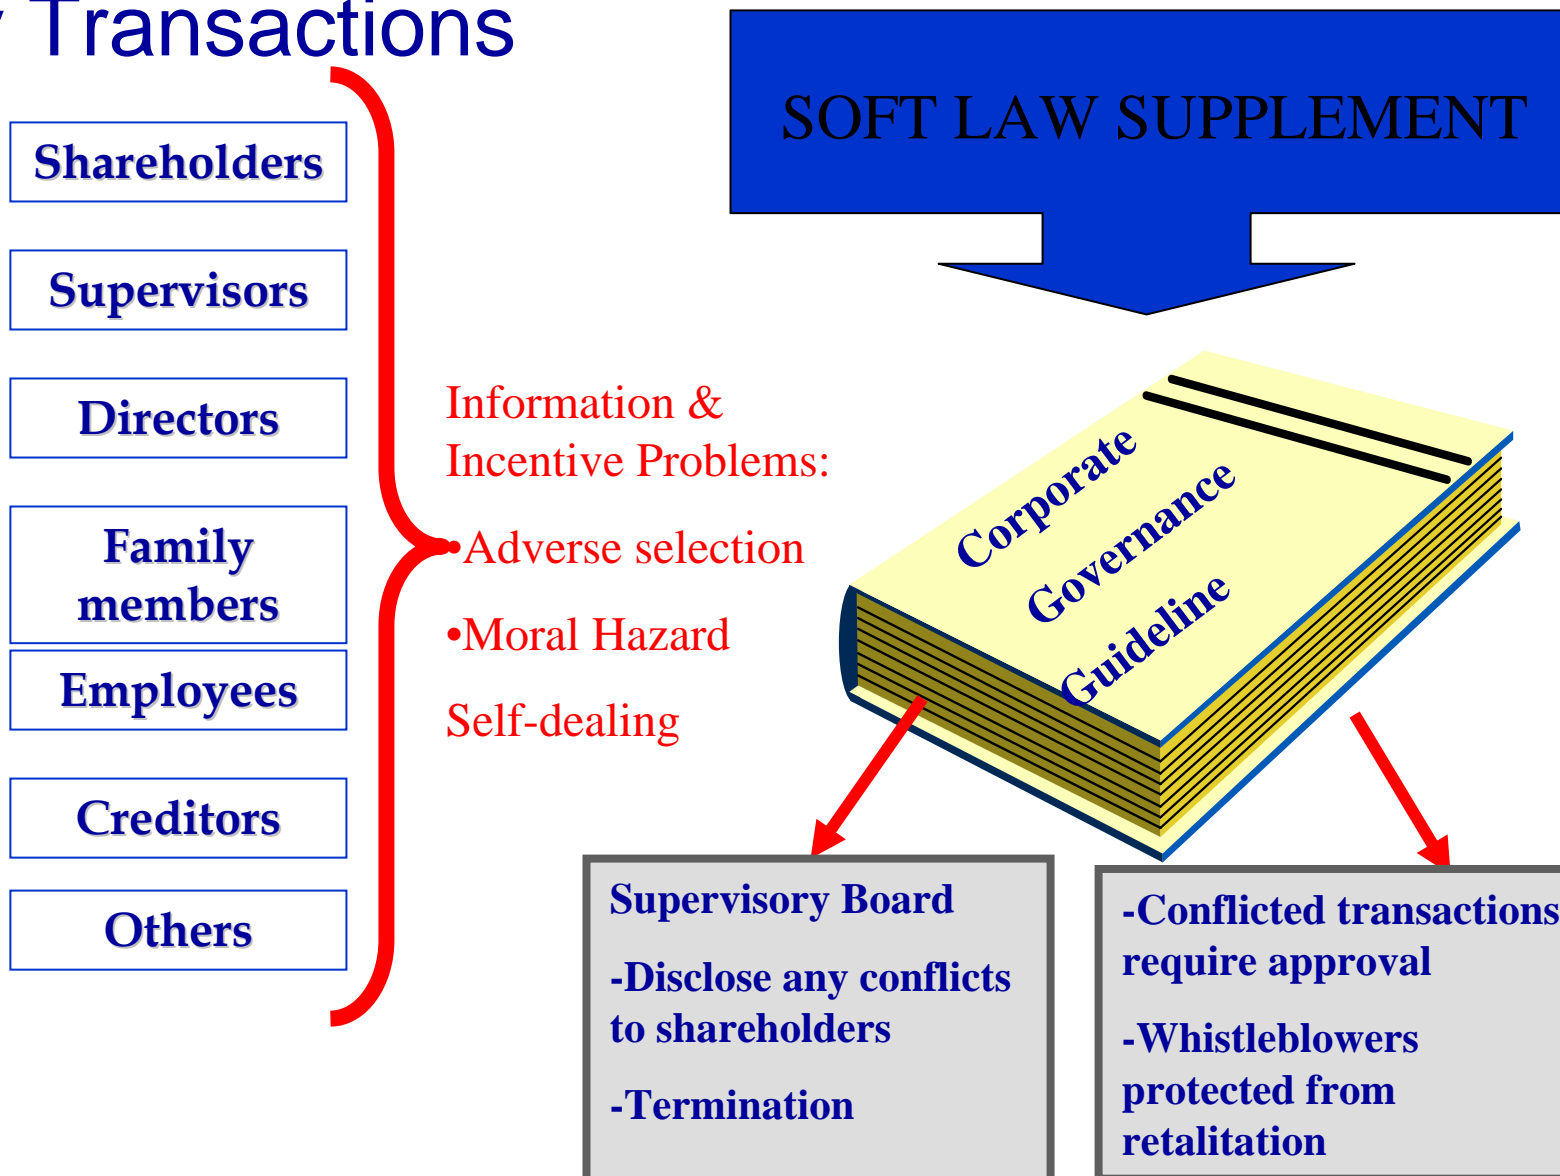 Transactions
SOFT LAW SUPPLEMENT
Shareholders
Supervisors
Directors
Family
members
Employees
Creditors
Others
Information &
Incentive Problems:
•Adverse selection
•Moral Hazard
Self-dealing
Corporate
Governance
Guideline
Supervisory Board
-Disclose any conflicts
to shareholders
-Termination
-Conflicted transactions
require approval
-Whistleblowers
protected from
retalitation